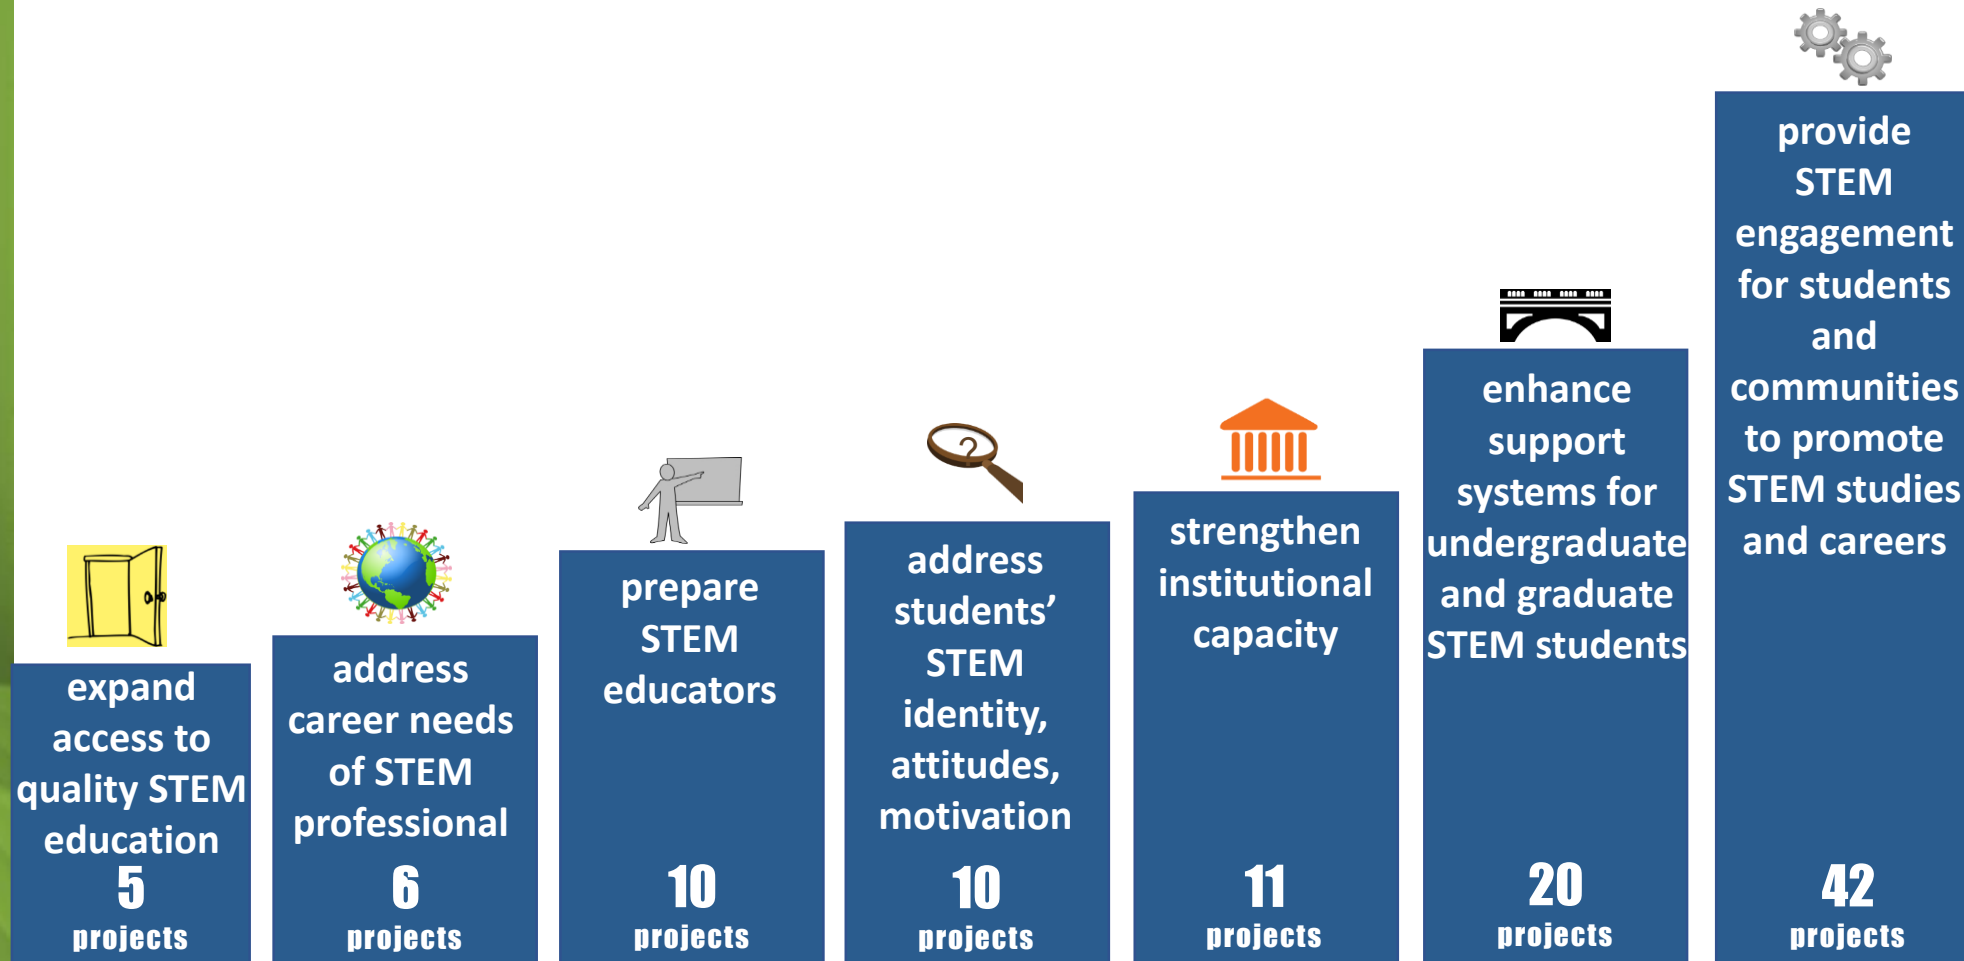 expand
access to
quality STEM
education
5
projects
address
career needs
of STEM
professional
6
projects
prepare
STEM
educators
10
projects
?
address
students’
STEM
identity,
attitudes,
motivation
10
projects
strengthen
institutional
capacity
11
projects
enhance
support
systems for
undergraduate
and graduate
STEM students
20
projects
provide
STEM
engagement
for students
and
communities
to promote
STEM studies
and careers
42
projects